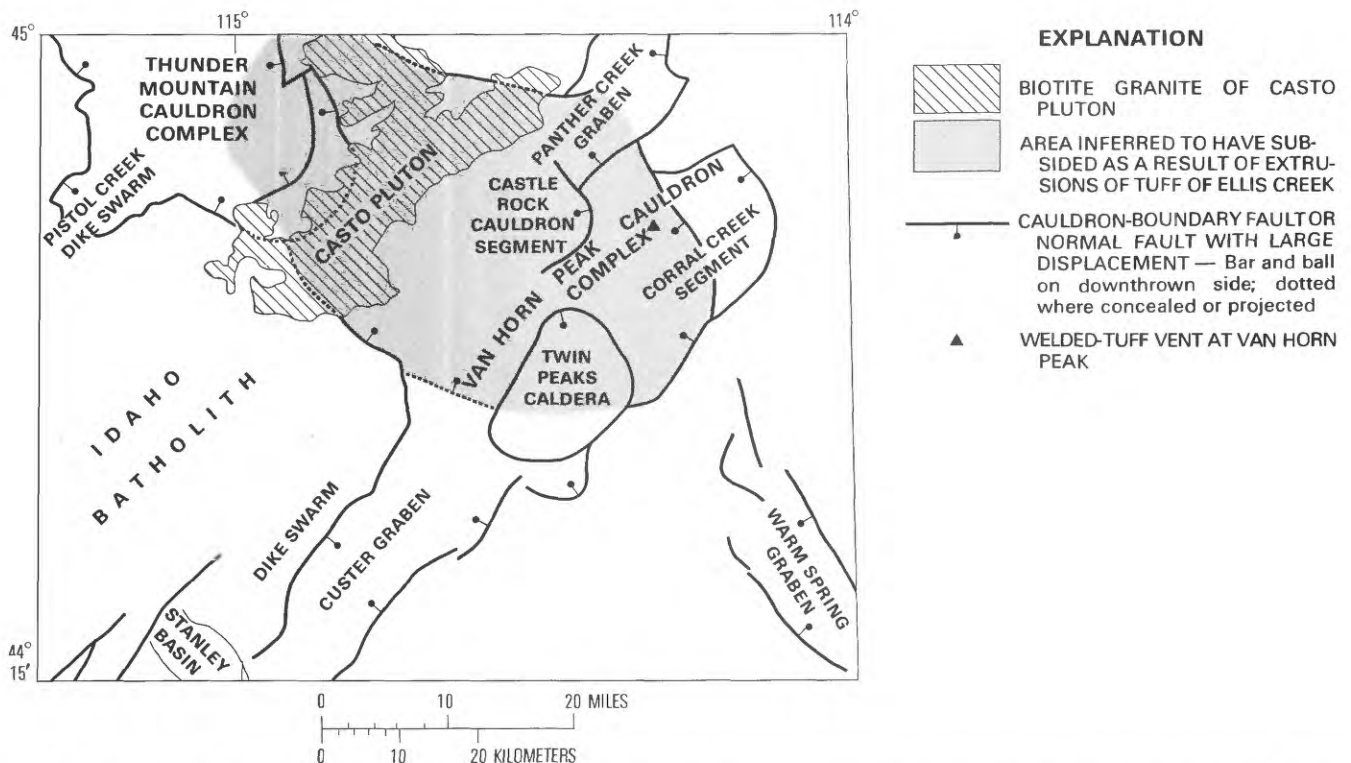 115°
114°
45°
THUNDER
MOUNTAIN
CAULDRON
COMPLEX
PISTOL CREEK
DIKE SWARM
CASTO PLUTON
PANTHER CREEK
GRABEN
CASTLE
ROCK
CAULDRON
SEGMENT
VAN HORN PEAK CAULDRON
COMPLEX
CORRAL CREEK
SEGMENT
TWIN
PEAKS
CALDERA
IDAHO
BATHOLITH
DIKE SWARM
CUSTER GRABEN
WARM SPRING
GRABEN
STANLEY
BASIN
44°
15'
0 10 20 MILES
0 10 20 KILOMETERS
EXPLANATION
BIOTITE GRANITE OF CASTO
PLUTON
AREA INFERRED TO HAVE SUB-
SIDED AS A RESULT OF EXTRU-
SIONS OF TUFF OF ELLIS CREEK
CAULDRON-BOUNDARY FAULT OR
NORMAL FAULT WITH LARGE
DISPLACEMENT — Bar and ball
on downthrown side; dotted
where concealed or projected
WELDED-TUFF VENT AT VAN HORN
PEAK